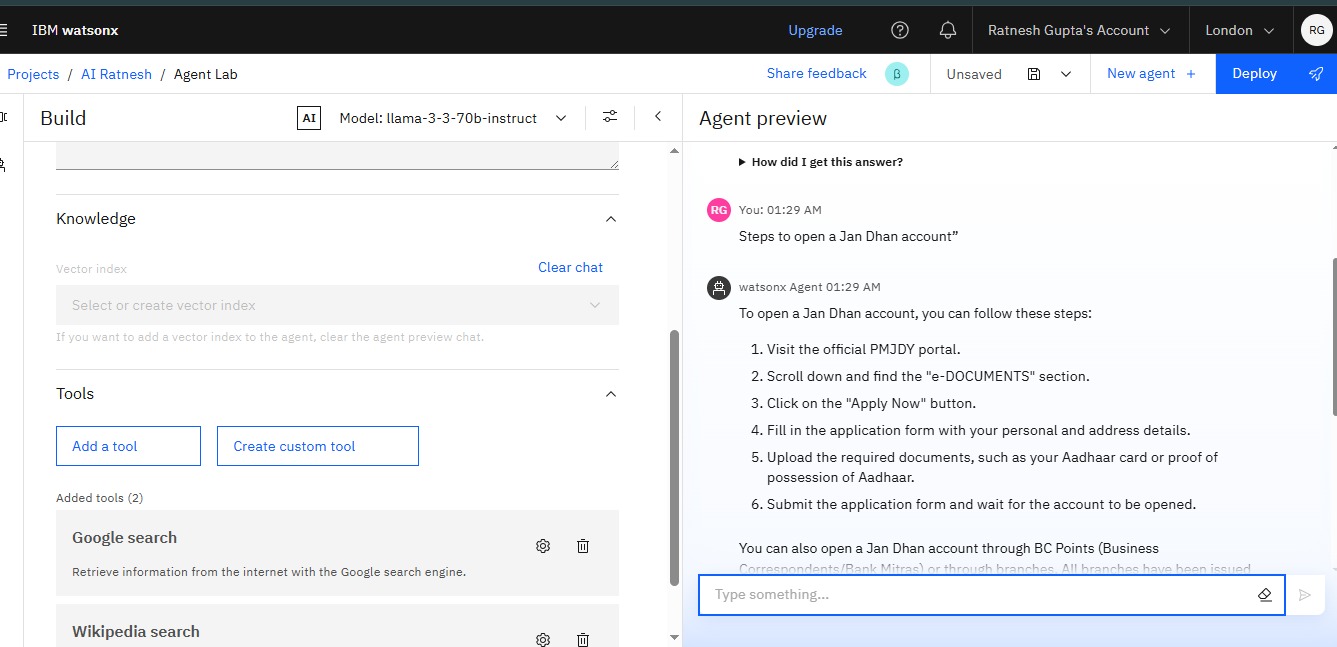 IBM watsonx
Upgrade
Ratnesh Gupta's Account
London
RG
Projects / AI Ratnesh / Agent Lab
Share feedback
β
Unsaved
New agent +
Deploy
Build
AI
Model: llama-3-3-70b-instruct
Knowledge
Vector index
Clear chat
Select or create vector index
If you want to add a vector index to the agent, clear the agent preview chat.
Tools
Add a tool
Create custom tool
Added tools (2)
Google search
Retrieve information from the internet with the Google search engine.
Wikipedia search
Agent preview
How did I get this answer?
RG
You: 01:29 AM
Steps to open a Jan Dhan account”
watsonx Agent 01:29 AM
To open a Jan Dhan account, you can follow these steps:
1. Visit the official PMJDY portal.
2. Scroll down and find the "e-DOCUMENTS" section.
3. Click on the "Apply Now" button.
4. Fill in the application form with your personal and address details.
5. Upload the required documents, such as your Aadhaar card or proof of
possession of Aadhaar.
6. Submit the application form and wait for the account to be opened.
You can also open a Jan Dhan account through BC Points (Business
Correspondents/Bank Mitras) or through branches. All branches have been issued
Type something...